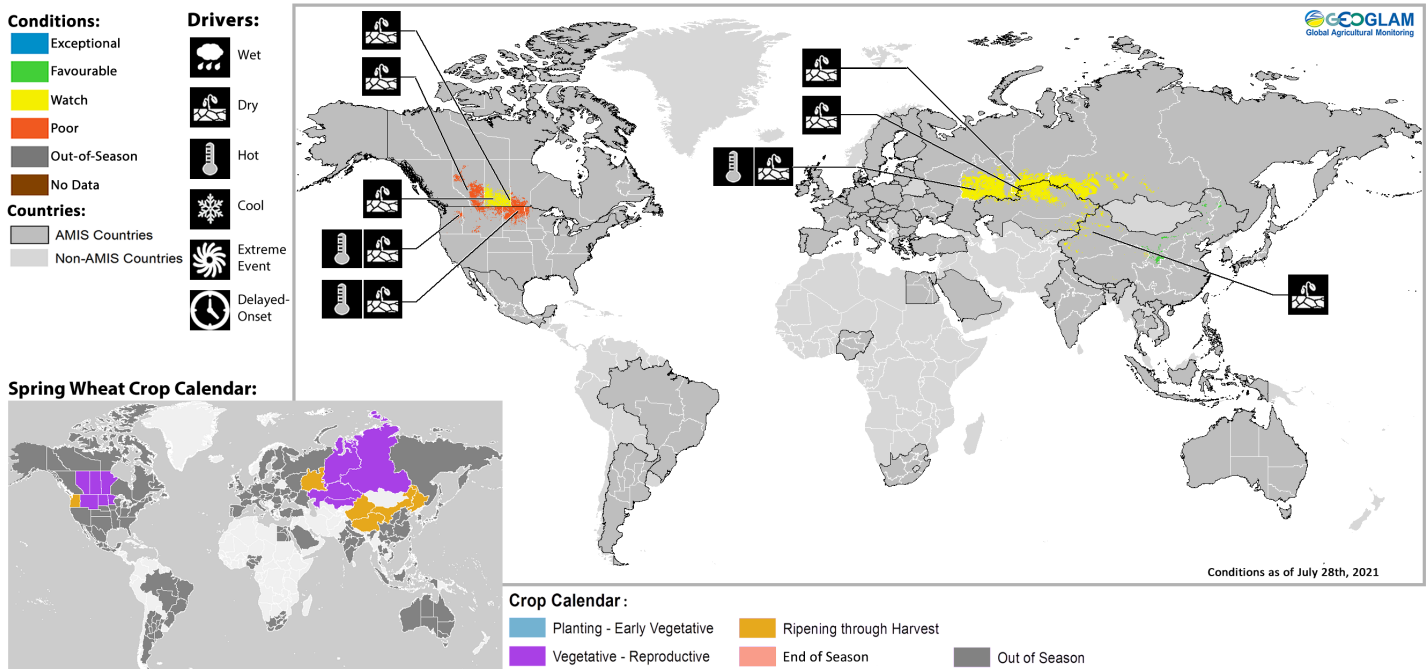 Conditions:
Exceptional
Favourable
Watch
Poor
Out-of-Season
No Data
Countries:
AMIS Countries
Non-AMIS Countries
Drivers:
Wet
Dry
Hot
Cool
Extreme
Event
Delayed-
Onset
GEOGLAM
Global Agricultural Monitoring
Conditions as of July 28th, 2021
Spring Wheat Crop Calendar:
Crop Calendar :
Planting - Early Vegetative
Ripening through Harvest
Vegetative - Reproductive
End of Season
Out of Season